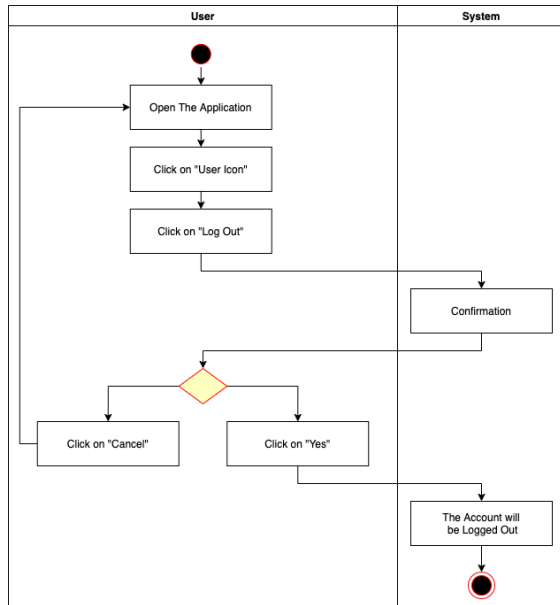 User
System
Open The Application
Click on "User Icon"
Click on "Log Out"
Confirmation
Click on "Cancel"
Click on "Yes"
The Account will
be Logged Out